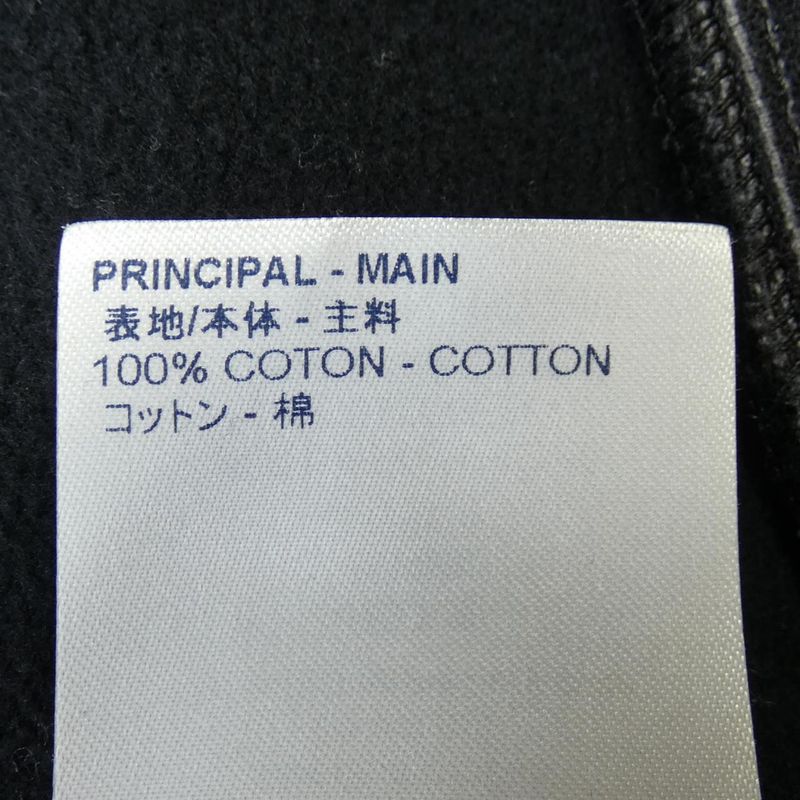 PRINCIPAL - MAIN
表地/本体 - 主料
100% COTON - COTTON
コットン - 棉